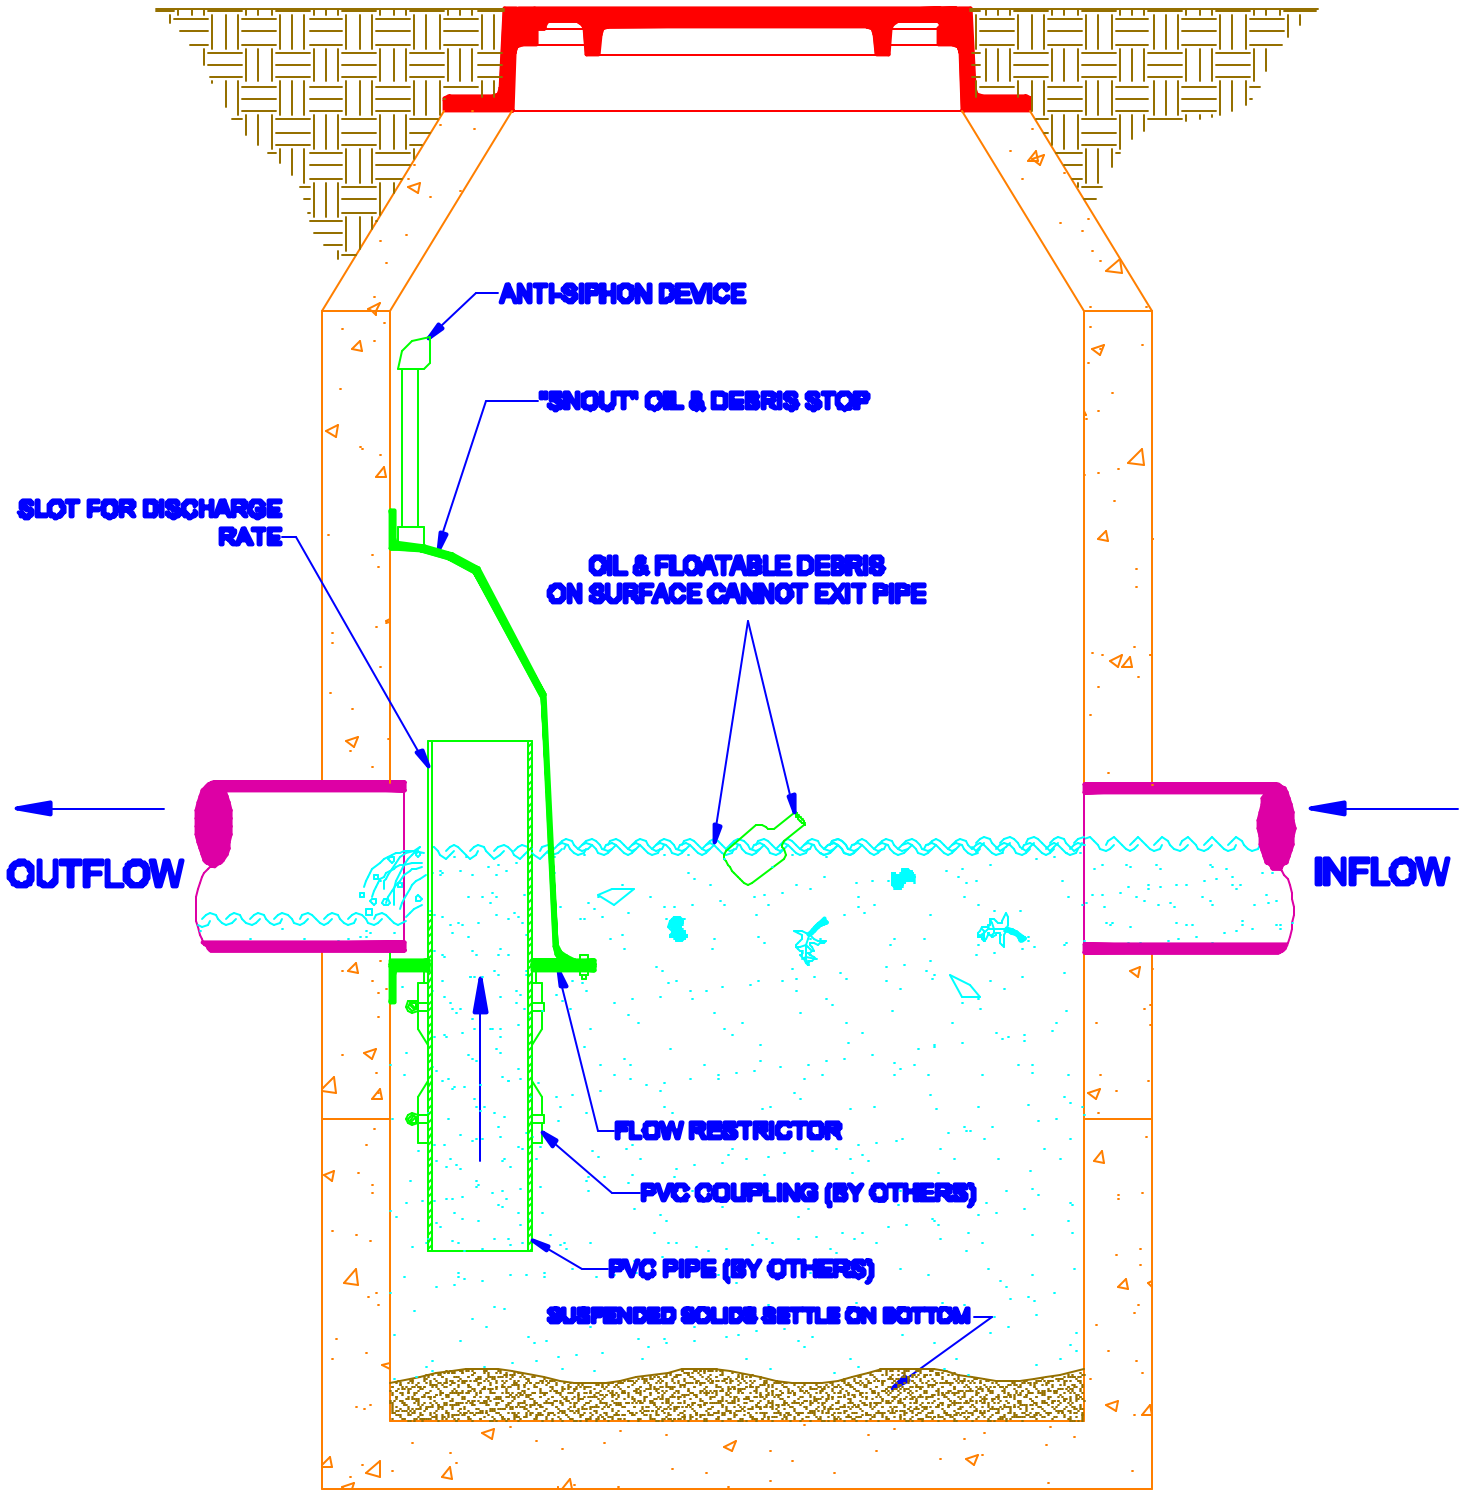 ANTI-SIPHON DEVICE
"SNOUT" OIL & DEBRIS STOP
SLOT FOR DISCHARGE
RATE
OIL & FLOATABLE DEBRIS
ON SURFACE CANNOT EXIT PIPE
OUTFLOW
INFLOW
FLOW RESTRICTOR
PVC COUPLING (BY OTHERS)
PVC PIPE (BY OTHERS)
SUSPENDED SOLIDS SETTLE ON BOTTOM